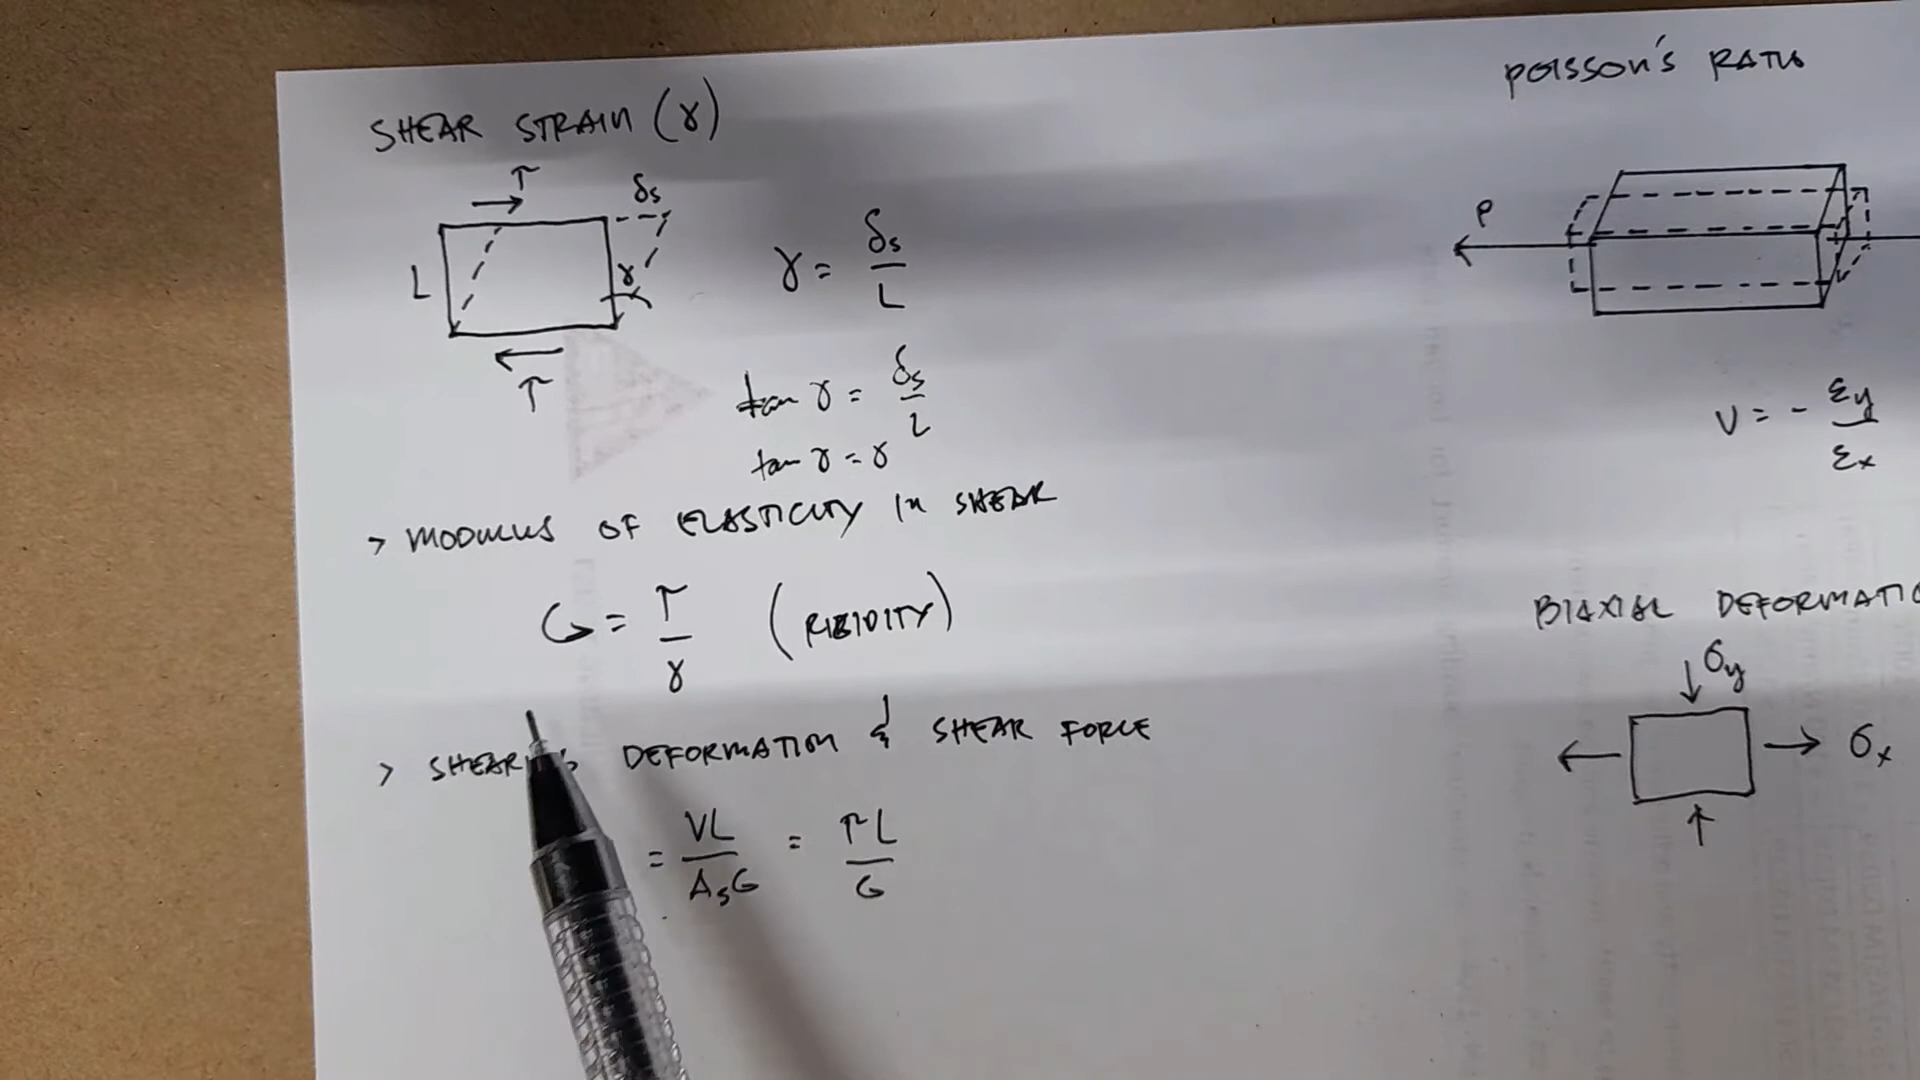 SHEAR STRAIN (γ)
τ
δs
L
γ
τ
γ = δs / L
tan γ = δs / L
tan γ = γ
> MODULUS OF ELASTICITY IN SHEAR
G = τ / γ (RIGIDITY)
> SHEARING DEFORMATION & SHEAR FORCE
= VL / AsG = τL / G
POISSON'S RATIO
P
ν = - εy / εx
BIAXIAL DEFORMATIO
σy
σx